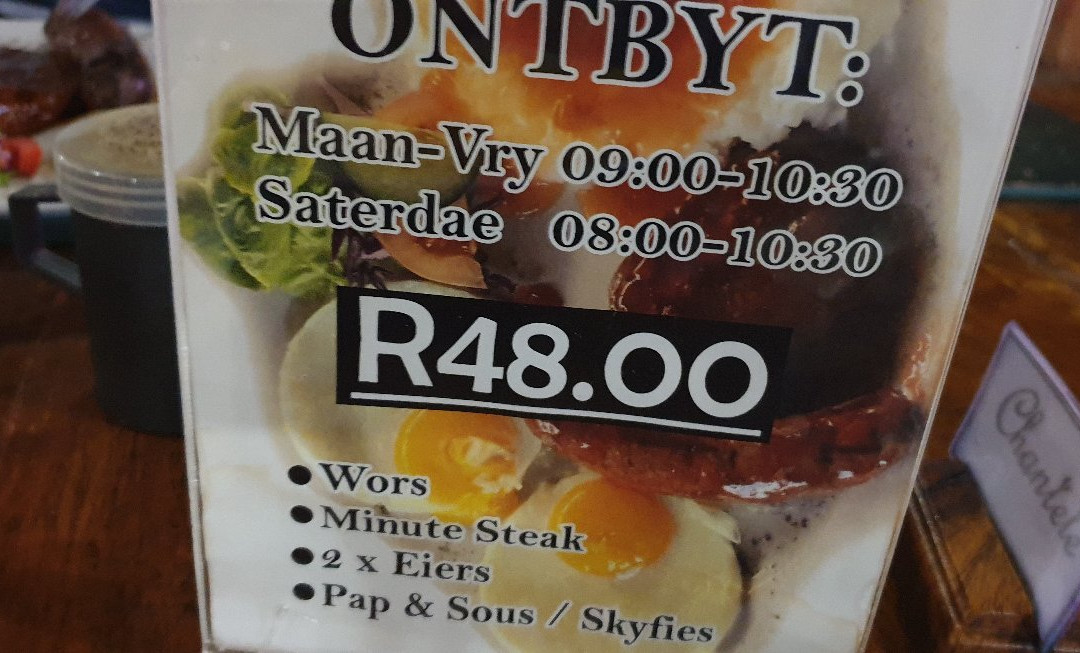 ONTBYT:
Maan-Vry 09:00-10:30
Saterdae 08:00-10:30
R48.00
• Wors
• Minute Steak
• 2 x Eiers
• Pap & Sous / Skyfies
Chantele